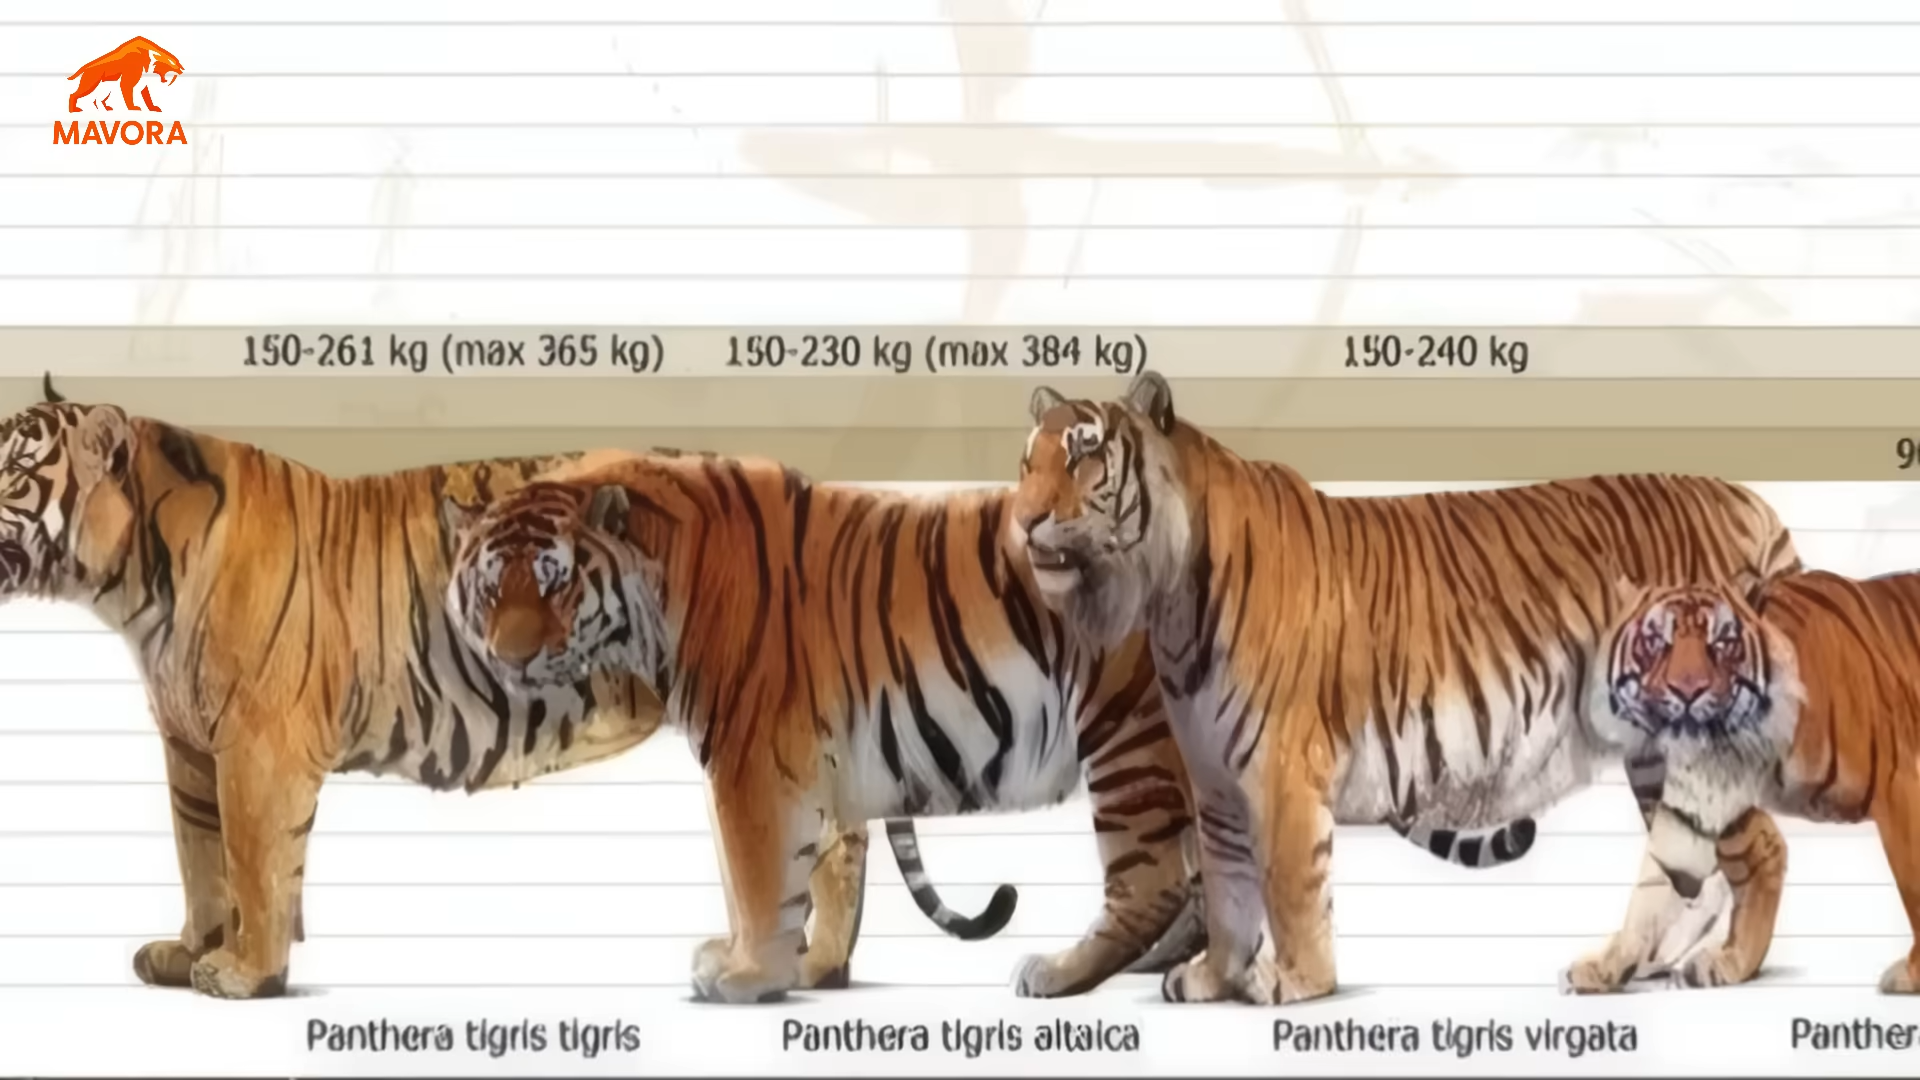 MAVORA
150-261 kg (max 365 kg)
150-230 kg (max 384 kg)
150-240 kg
Panthera tigris tigris
Panthera tigris altaica
Panthera tigris virgata